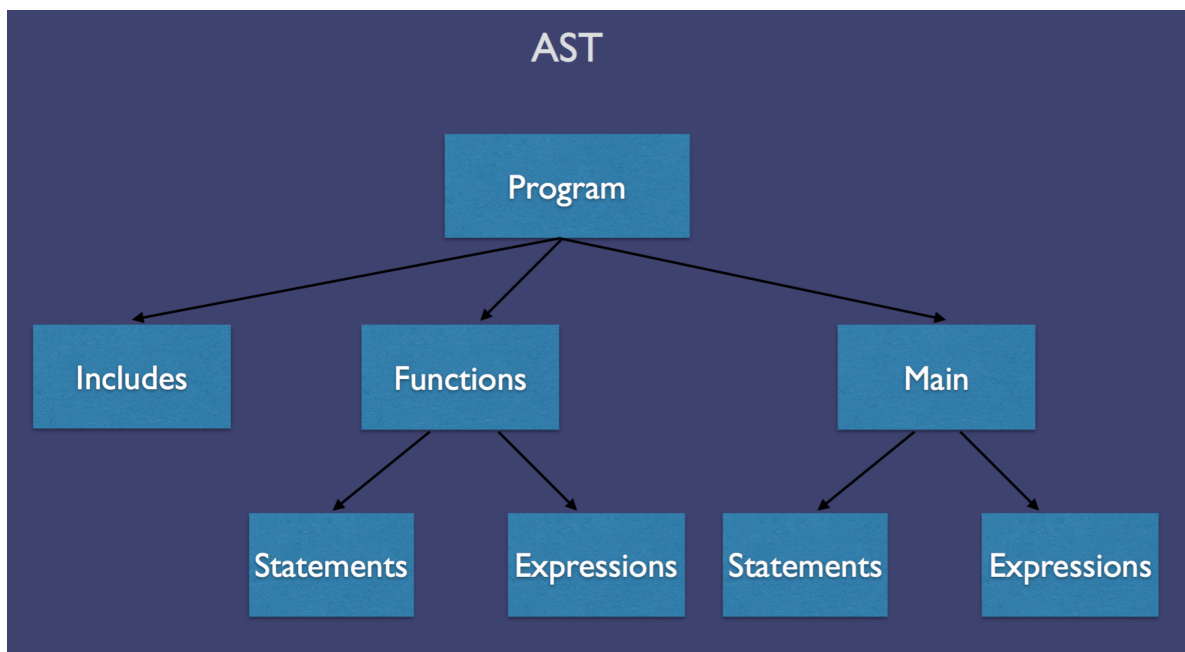 AST
Program
Includes
Functions
Main
Statements
Expressions
Statements
Expressions